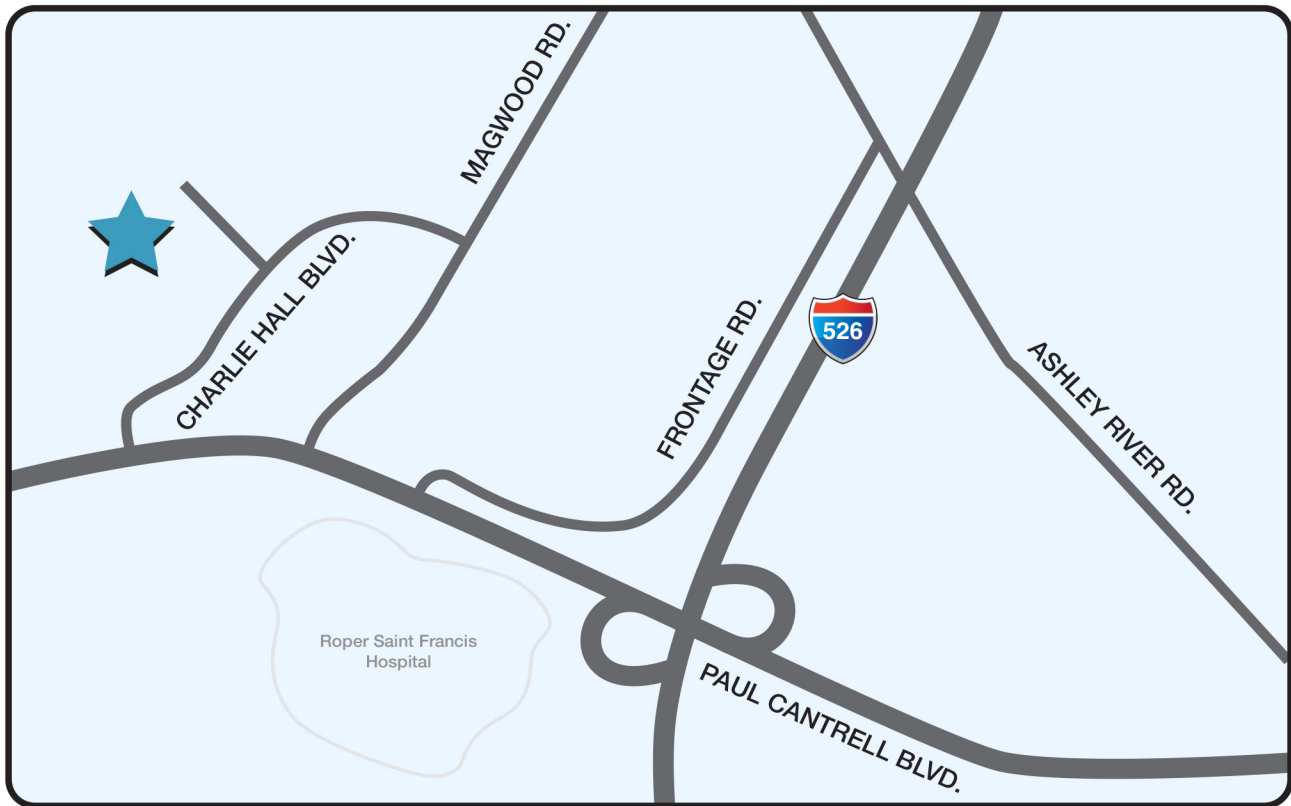 MAGWOOD RD.
CHARLIE HALL BLVD.
FRONTAGE RD.
526
ASHLEY RIVER RD.
Roper Saint Francis
Hospital
PAUL CANTRELL BLVD.